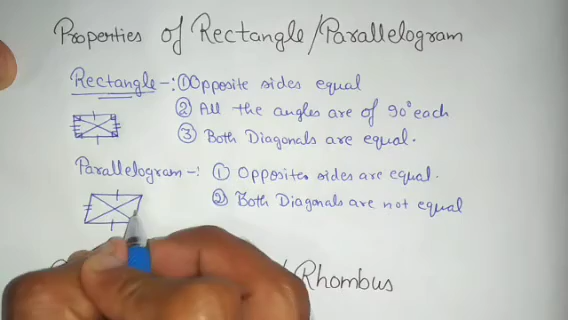 Properties of Rectangle/Parallelogram
Rectangle -: ① Opposite sides equal
② All the angles are of 90° each
③ Both Diagonals are equal.
Parallelogram -: ① Opposites sides are equal.
② Both Diagonals are not equal
/Rhombus